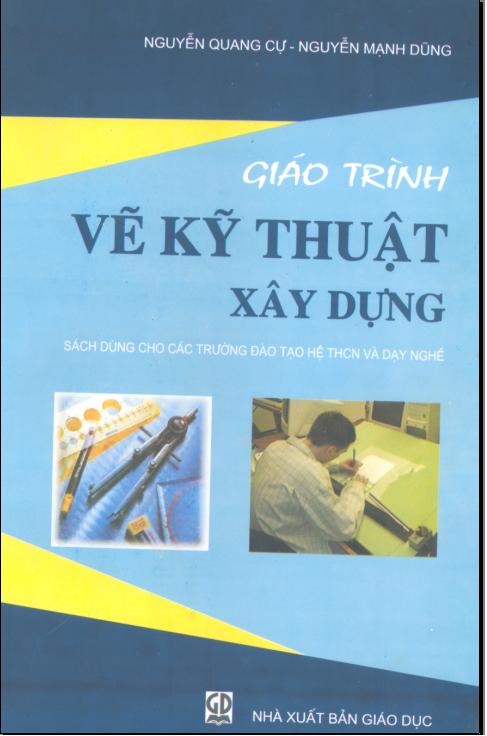 NGUYỄN QUANG CỰ - NGUYỄN MẠNH DŨNG
GIÁO TRÌNH
VẼ KỸ THUẬT
XÂY DỰNG
SÁCH DÙNG CHO CÁC TRƯỜNG ĐÀO TẠO HỆ THCN VÀ DẠY NGHỀ
GD
NHÀ XUẤT BẢN GIÁO DỤC